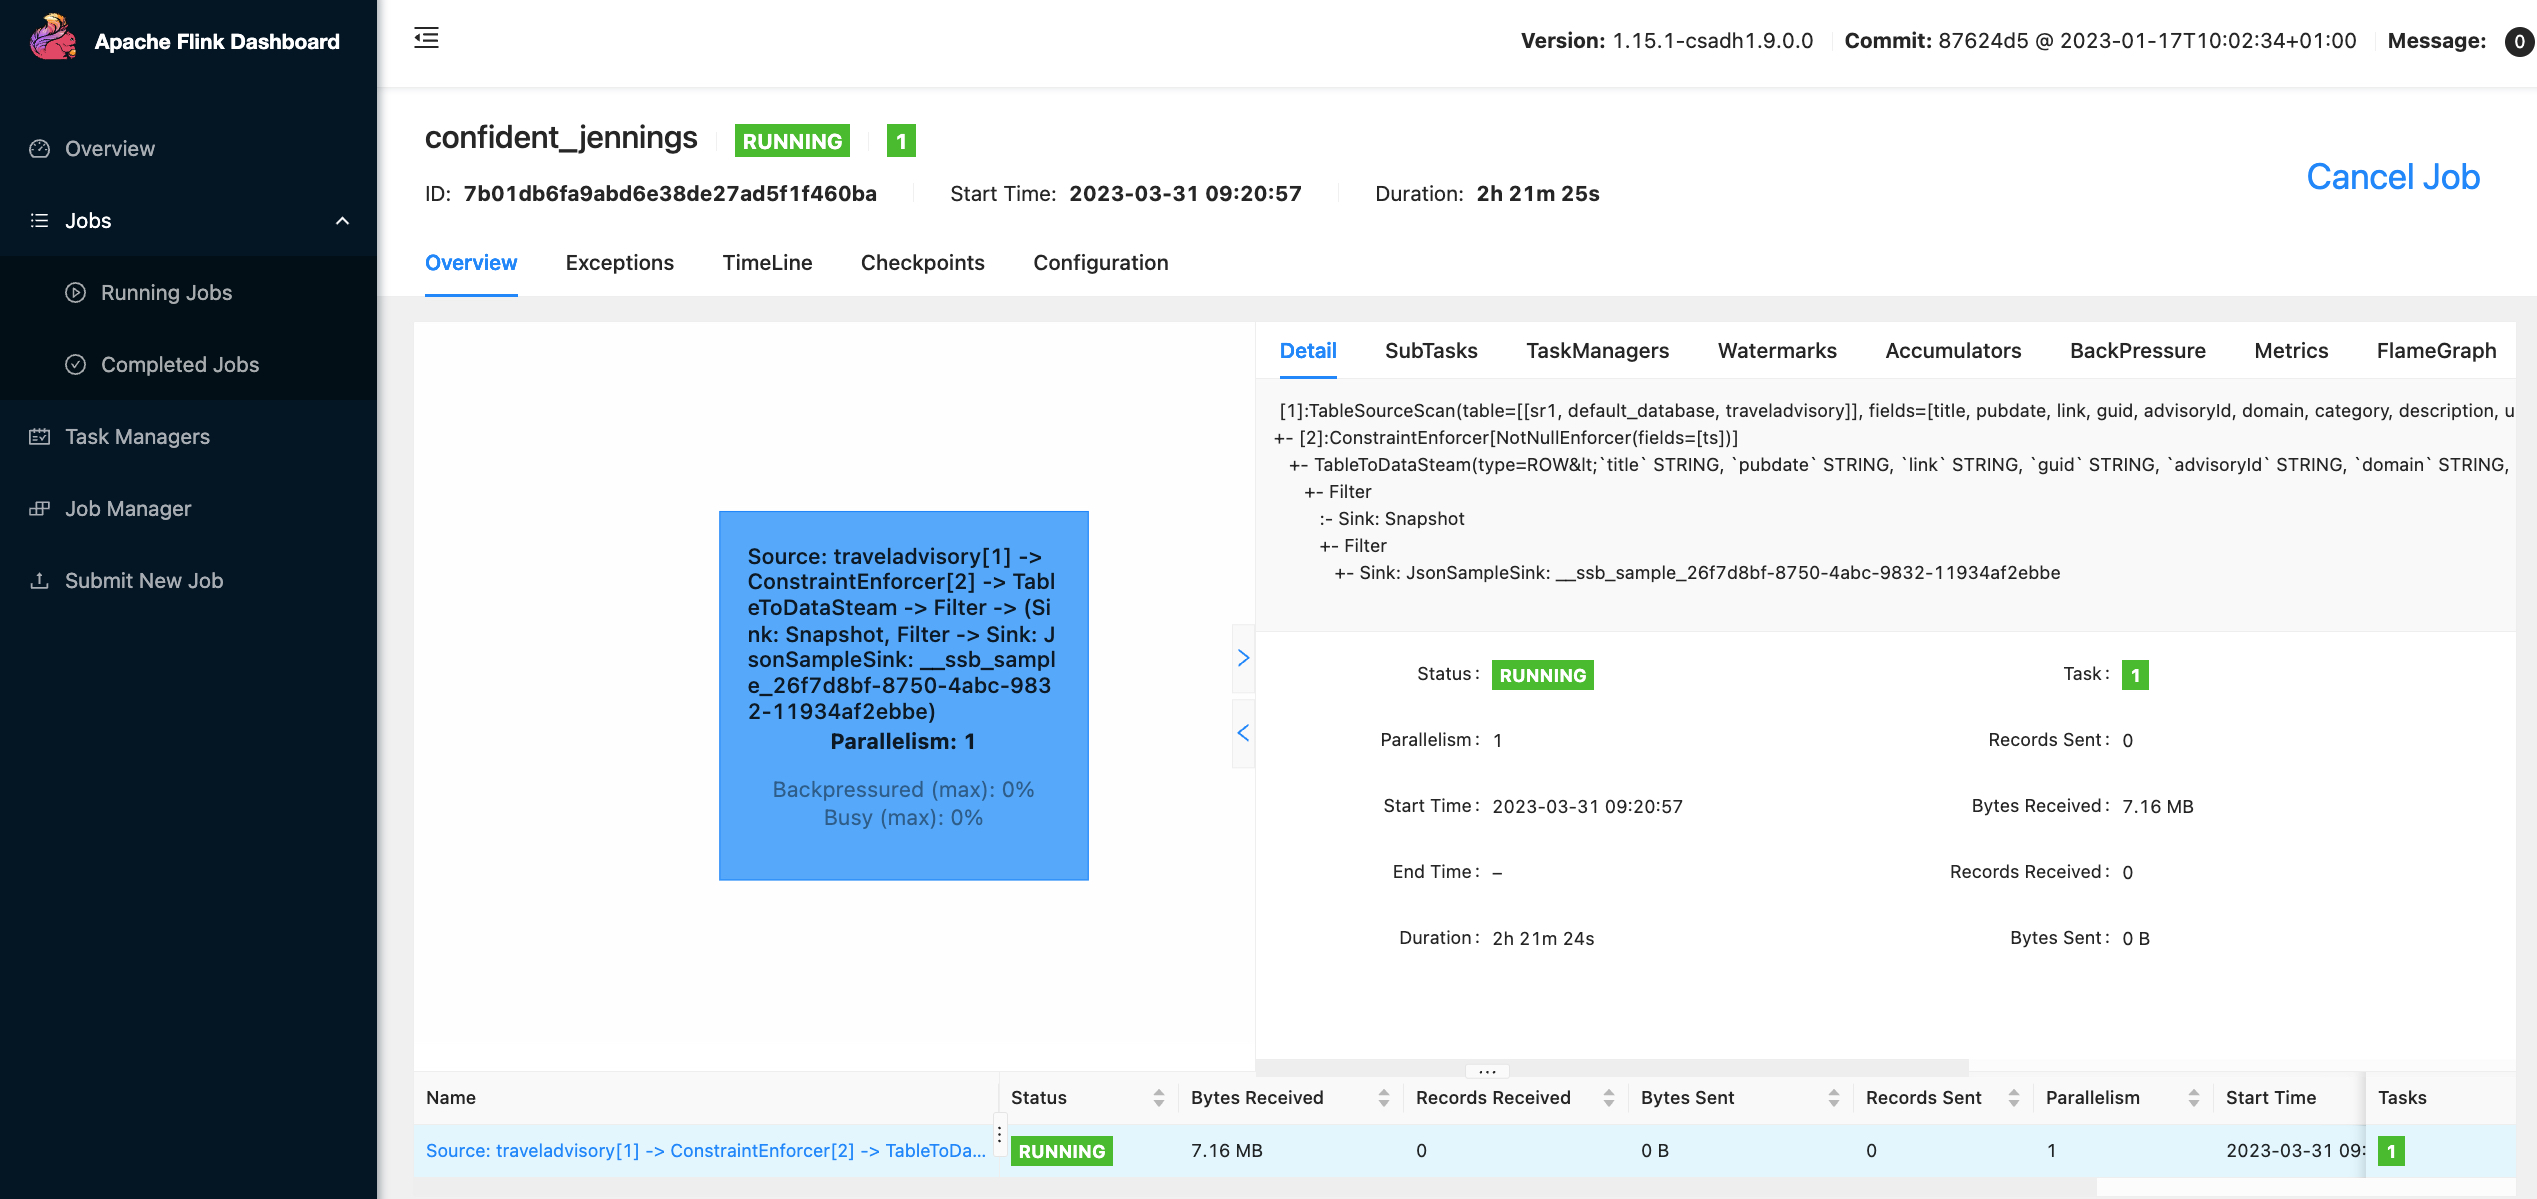 Apache Flink Dashboard
Version: 1.15.1-csadh1.9.0.0 Commit: 87624d5 @ 2023-01-17T10:02:34+01:00 Message: 0
Overview
Jobs
Running Jobs
Completed Jobs
Task Managers
Job Manager
Submit New Job
confident_jennings RUNNING 1
ID: 7b01db6fa9abd6e38de27ad5f1f460ba Start Time: 2023-03-31 09:20:57 Duration: 2h 21m 25s
Cancel Job
Overview Exceptions TimeLine Checkpoints Configuration
Source: traveladvisory[1] ->
ConstraintEnforcer[2] -> Tabl
eToDataSteam -> Filter -> (Si
nk: Snapshot, Filter -> Sink: J
sonSampleSink: __ssb_sampl
e_26f7d8bf-8750-4abc-983
2-11934af2ebbe)
Parallelism: 1
Backpressured (max): 0%
Busy (max): 0%
Detail SubTasks TaskManagers Watermarks Accumulators BackPressure Metrics FlameGraph
[1]:TableSourceScan(table=[[sr1, default_database, traveladvisory]], fields=[title, pubdate, link, guid, advisoryId, domain, category, description, u
+- [2]:ConstraintEnforcer[NotNullEnforcer(fields=[ts])]
+- TableToDataSteam(type=ROW&lt;`title` STRING, `pubdate` STRING, `link` STRING, `guid` STRING, `advisoryId` STRING, `domain` STRING,
+- Filter
:- Sink: Snapshot
+- Filter
+- Sink: JsonSampleSink: __ssb_sample_26f7d8bf-8750-4abc-9832-11934af2ebbe
Status: RUNNING Task: 1
Parallelism: 1 Records Sent: 0
Start Time: 2023-03-31 09:20:57 Bytes Received: 7.16 MB
End Time: – Records Received: 0
Duration: 2h 21m 24s Bytes Sent: 0 B
Name Status Bytes Received Records Received Bytes Sent Records Sent Parallelism Start Time Tasks
Source: traveladvisory[1] -> ConstraintEnforcer[2] -> TableToDa... RUNNING 7.16 MB 0 0 B 0 1 2023-03-31 09: 1